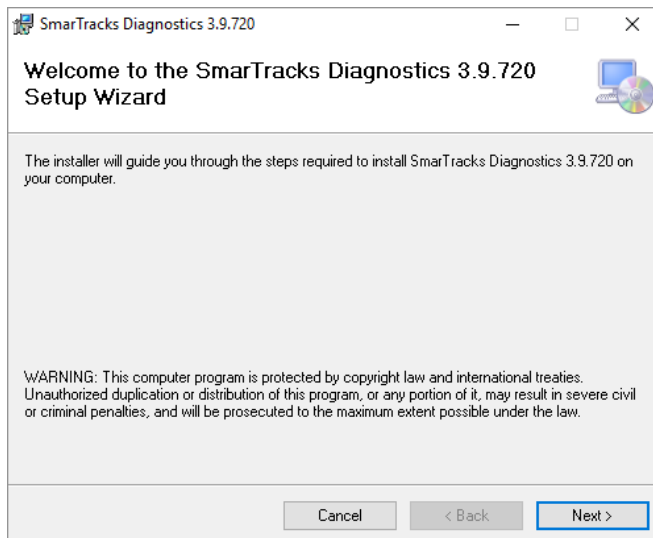 SmarTracks Diagnostics 3.9.720
Welcome to the SmarTracks Diagnostics 3.9.720
Setup Wizard
The installer will guide you through the steps required to install SmarTracks Diagnostics 3.9.720 on
your computer.
WARNING: This computer program is protected by copyright law and international treaties.
Unauthorized duplication or distribution of this program, or any portion of it, may result in severe civil
or criminal penalties, and will be prosecuted to the maximum extent possible under the law.
Cancel < Back Next >